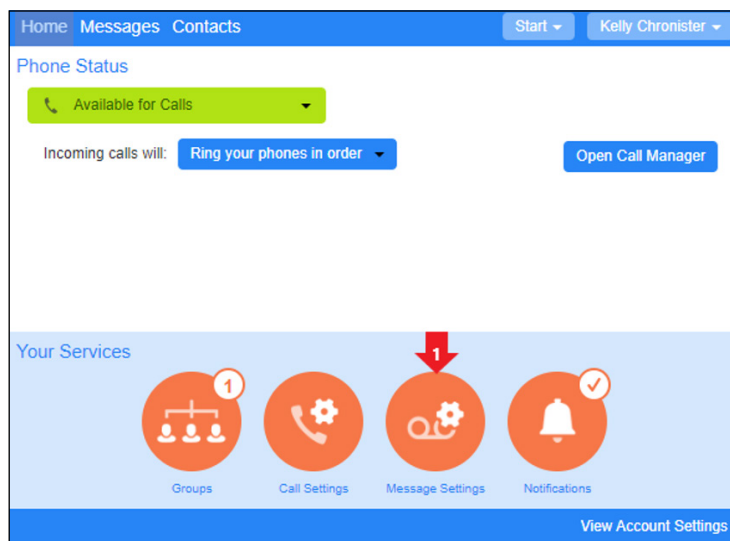 Home Messages Contacts Start Kelly Chronister
Phone Status
Available for Calls
Incoming calls will: Ring your phones in order Open Call Manager
Your Services
1
1
Groups Call Settings Message Settings Notifications
View Account Settings